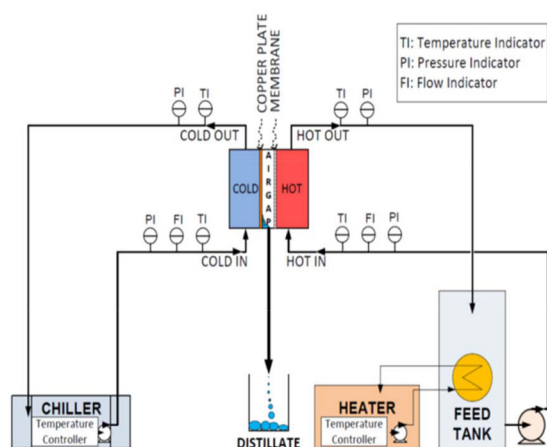 TI: Temperature Indicator
PI: Pressure Indicator
FI: Flow Indicator
COPPER PLATE
MEMBRANE
PI
TI
TI
PI
COLD OUT
HOT OUT
COLD
AIRGAP
HOT
PI
FI
TI
TI
FI
PI
COLD IN
HOT IN
CHILLER
Temperature
Controller
DISTILLATE
HEATER
Temperature
Controller
FEED
TANK